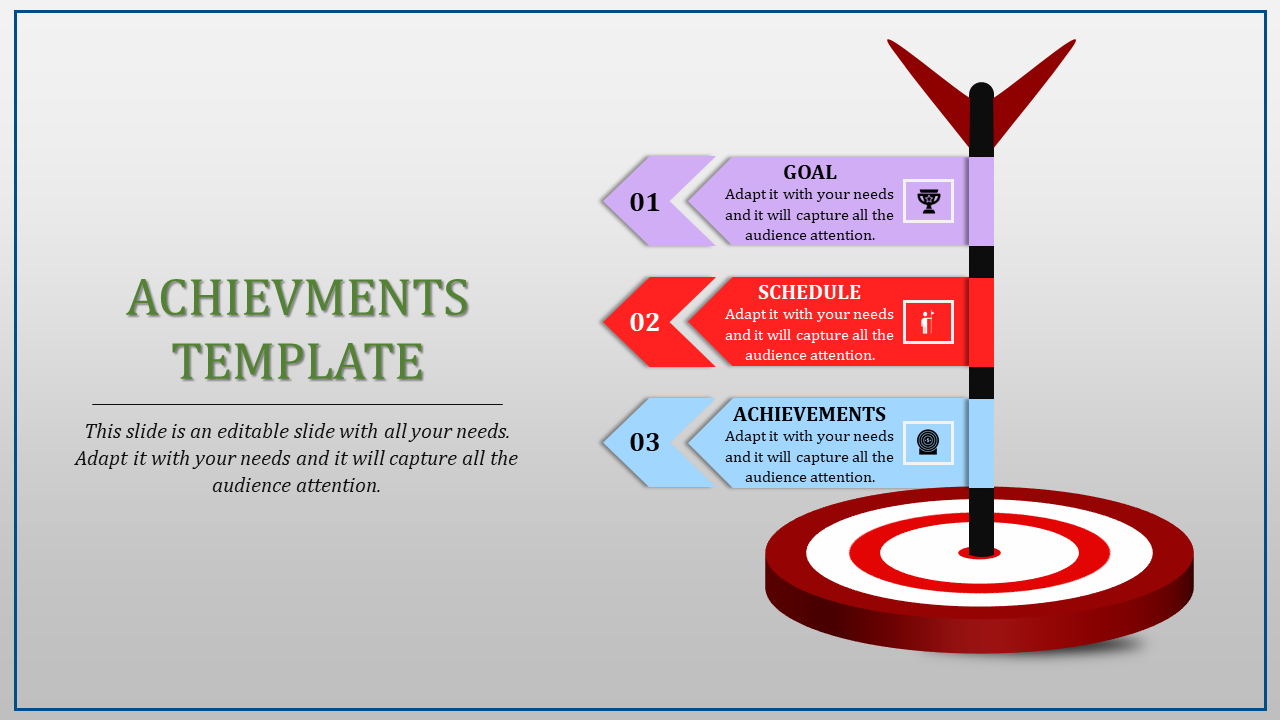 ACHIEVMENTS
TEMPLATE
This slide is an editable slide with all your needs.
Adapt it with your needs and it will capture all the
audience attention.
01
GOAL
Adapt it with your needs
and it will capture all the
audience attention.
02
SCHEDULE
Adapt it with your needs
and it will capture all the
audience attention.
03
ACHIEVEMENTS
Adapt it with your needs
and it will capture all the
audience attention.